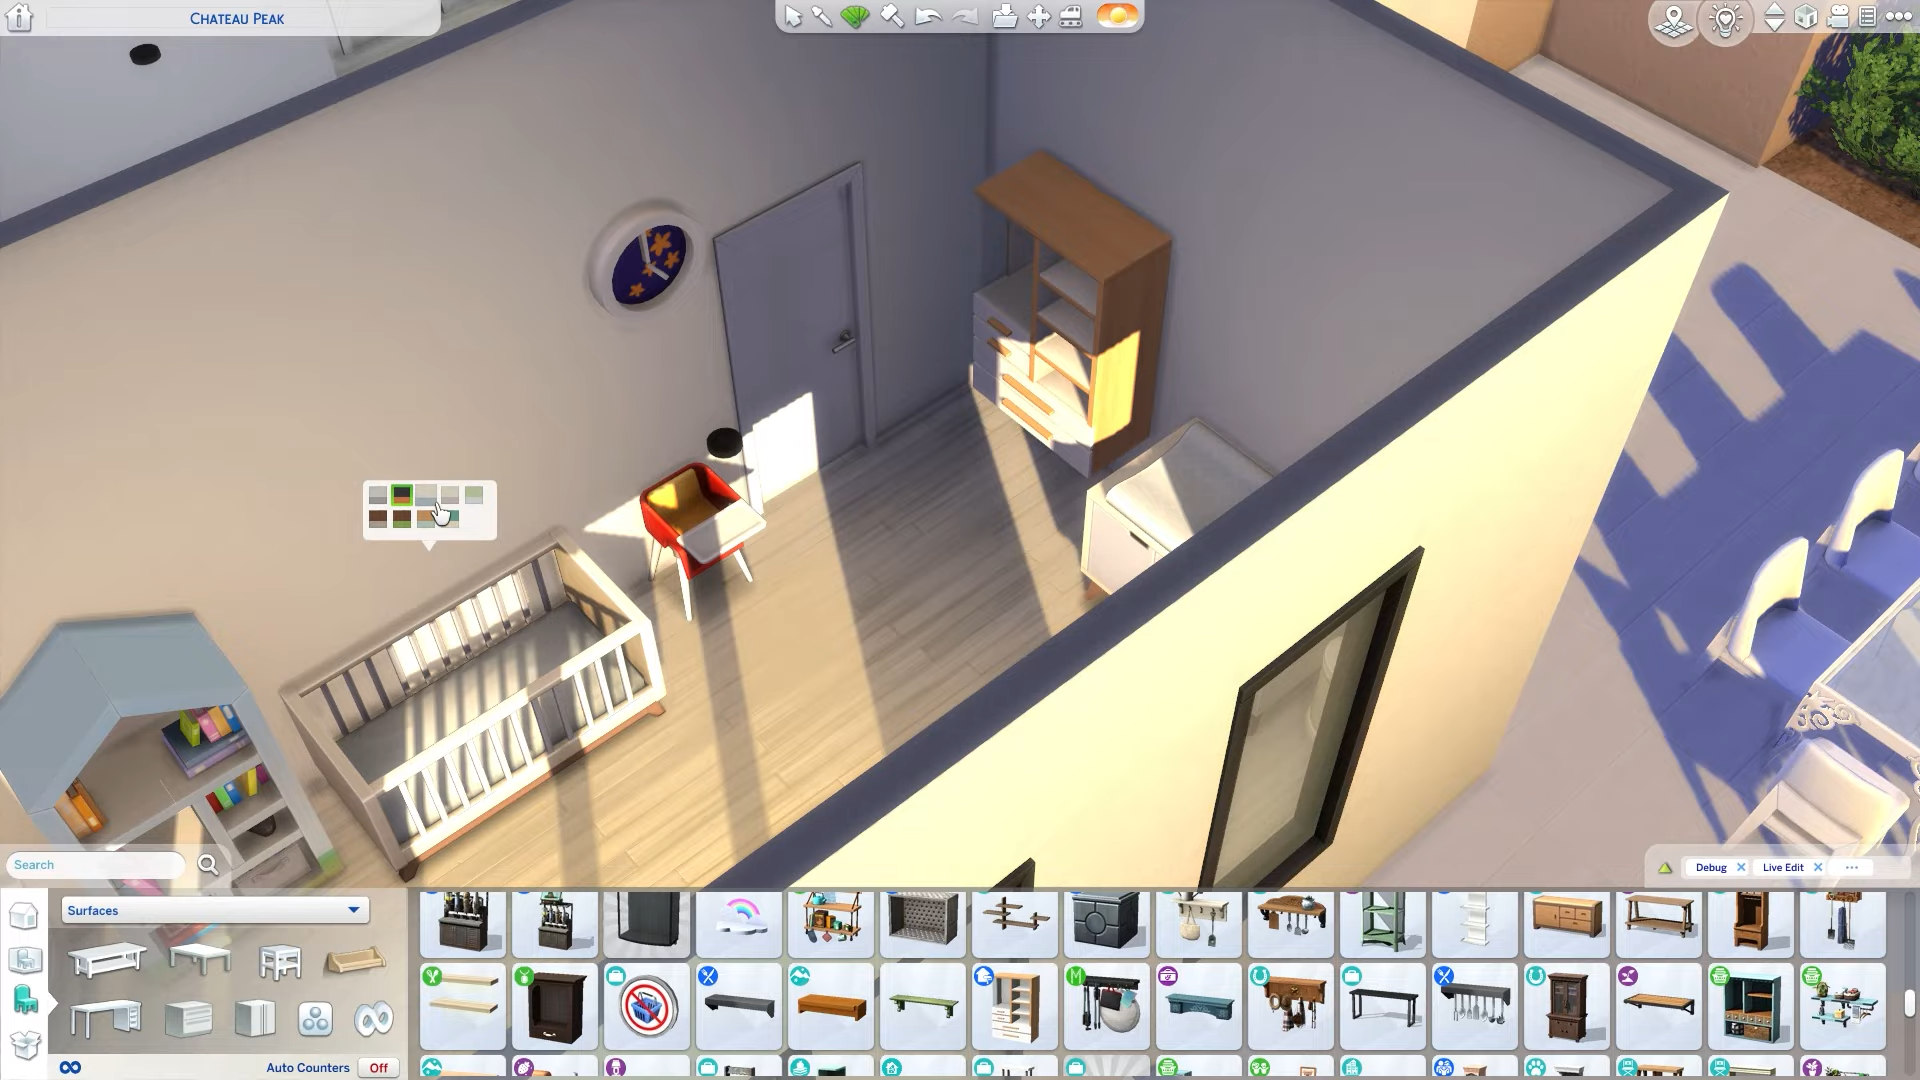 CHATEAU PEAK
Search
Debug
Live Edit
Surfaces
Auto Counters
Off